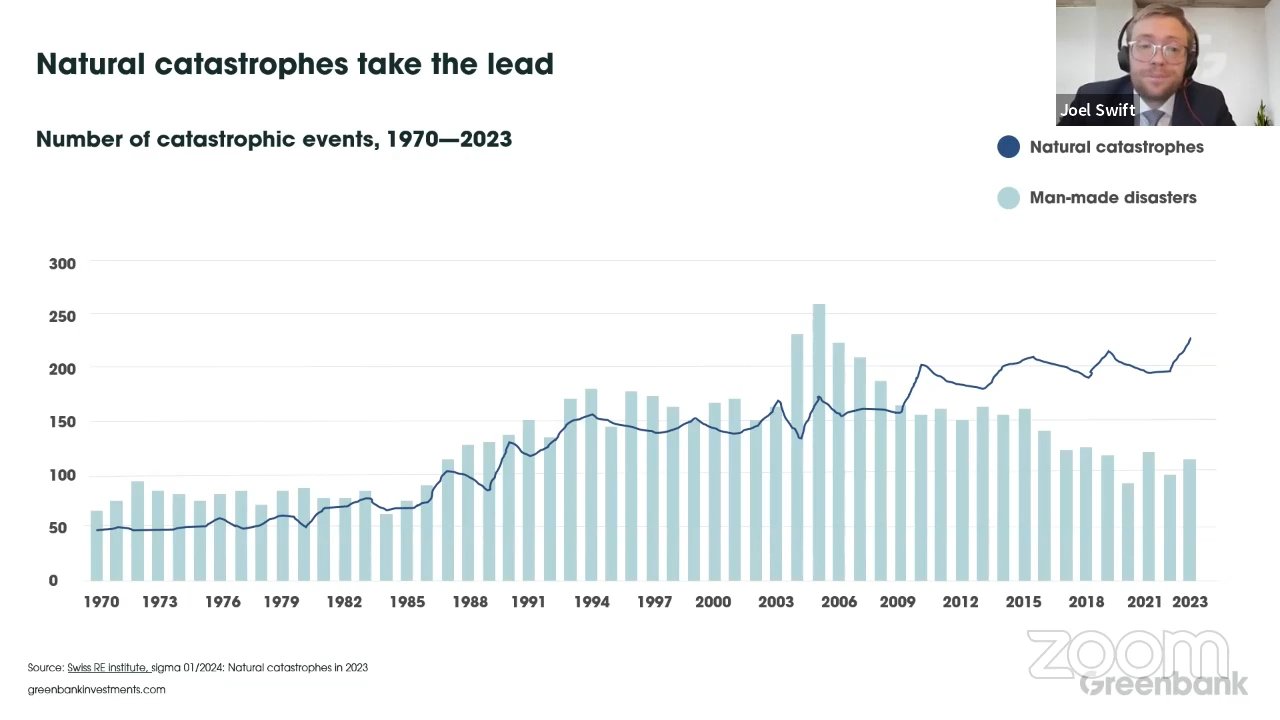 Natural catastrophes take the lead
Joel Swift
Number of catastrophic events, 1970—2023
Natural catastrophes
Man-made disasters
300
250
200
150
100
50
0
1970 1973 1976 1979 1982 1985 1988 1991 1994 1997 2000 2003 2006 2009 2012 2015 2018 2021 2023
Source: Swiss RE institute, sigma 01/2024: Natural catastrophes in 2023
greenbankinvestments.com
zoom
Greenbank